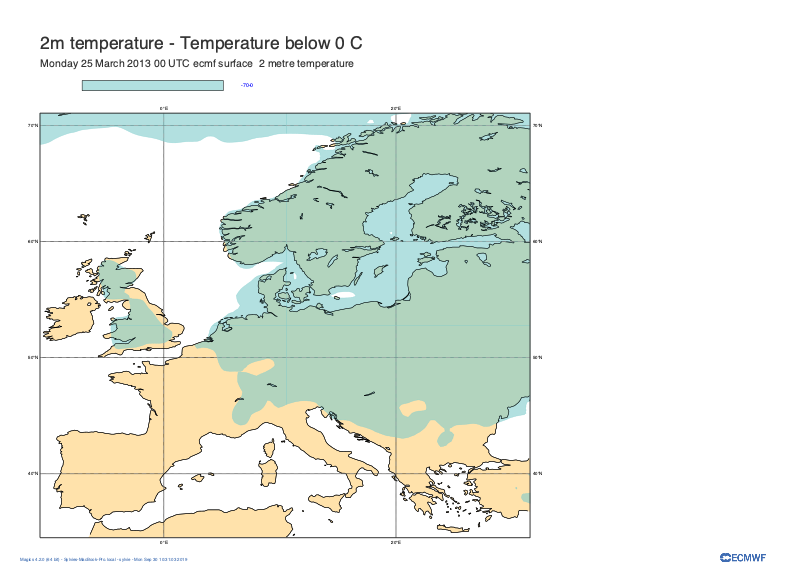 2m temperature - Temperature below 0 C
Monday 25 March 2013 00 UTC ecmf surface 2 metre temperature
-70-0
0°E 20°E
70°N 70°N
60°N 60°N
50°N 50°N
40°N 40°N
0°E 20°E
ECMWF